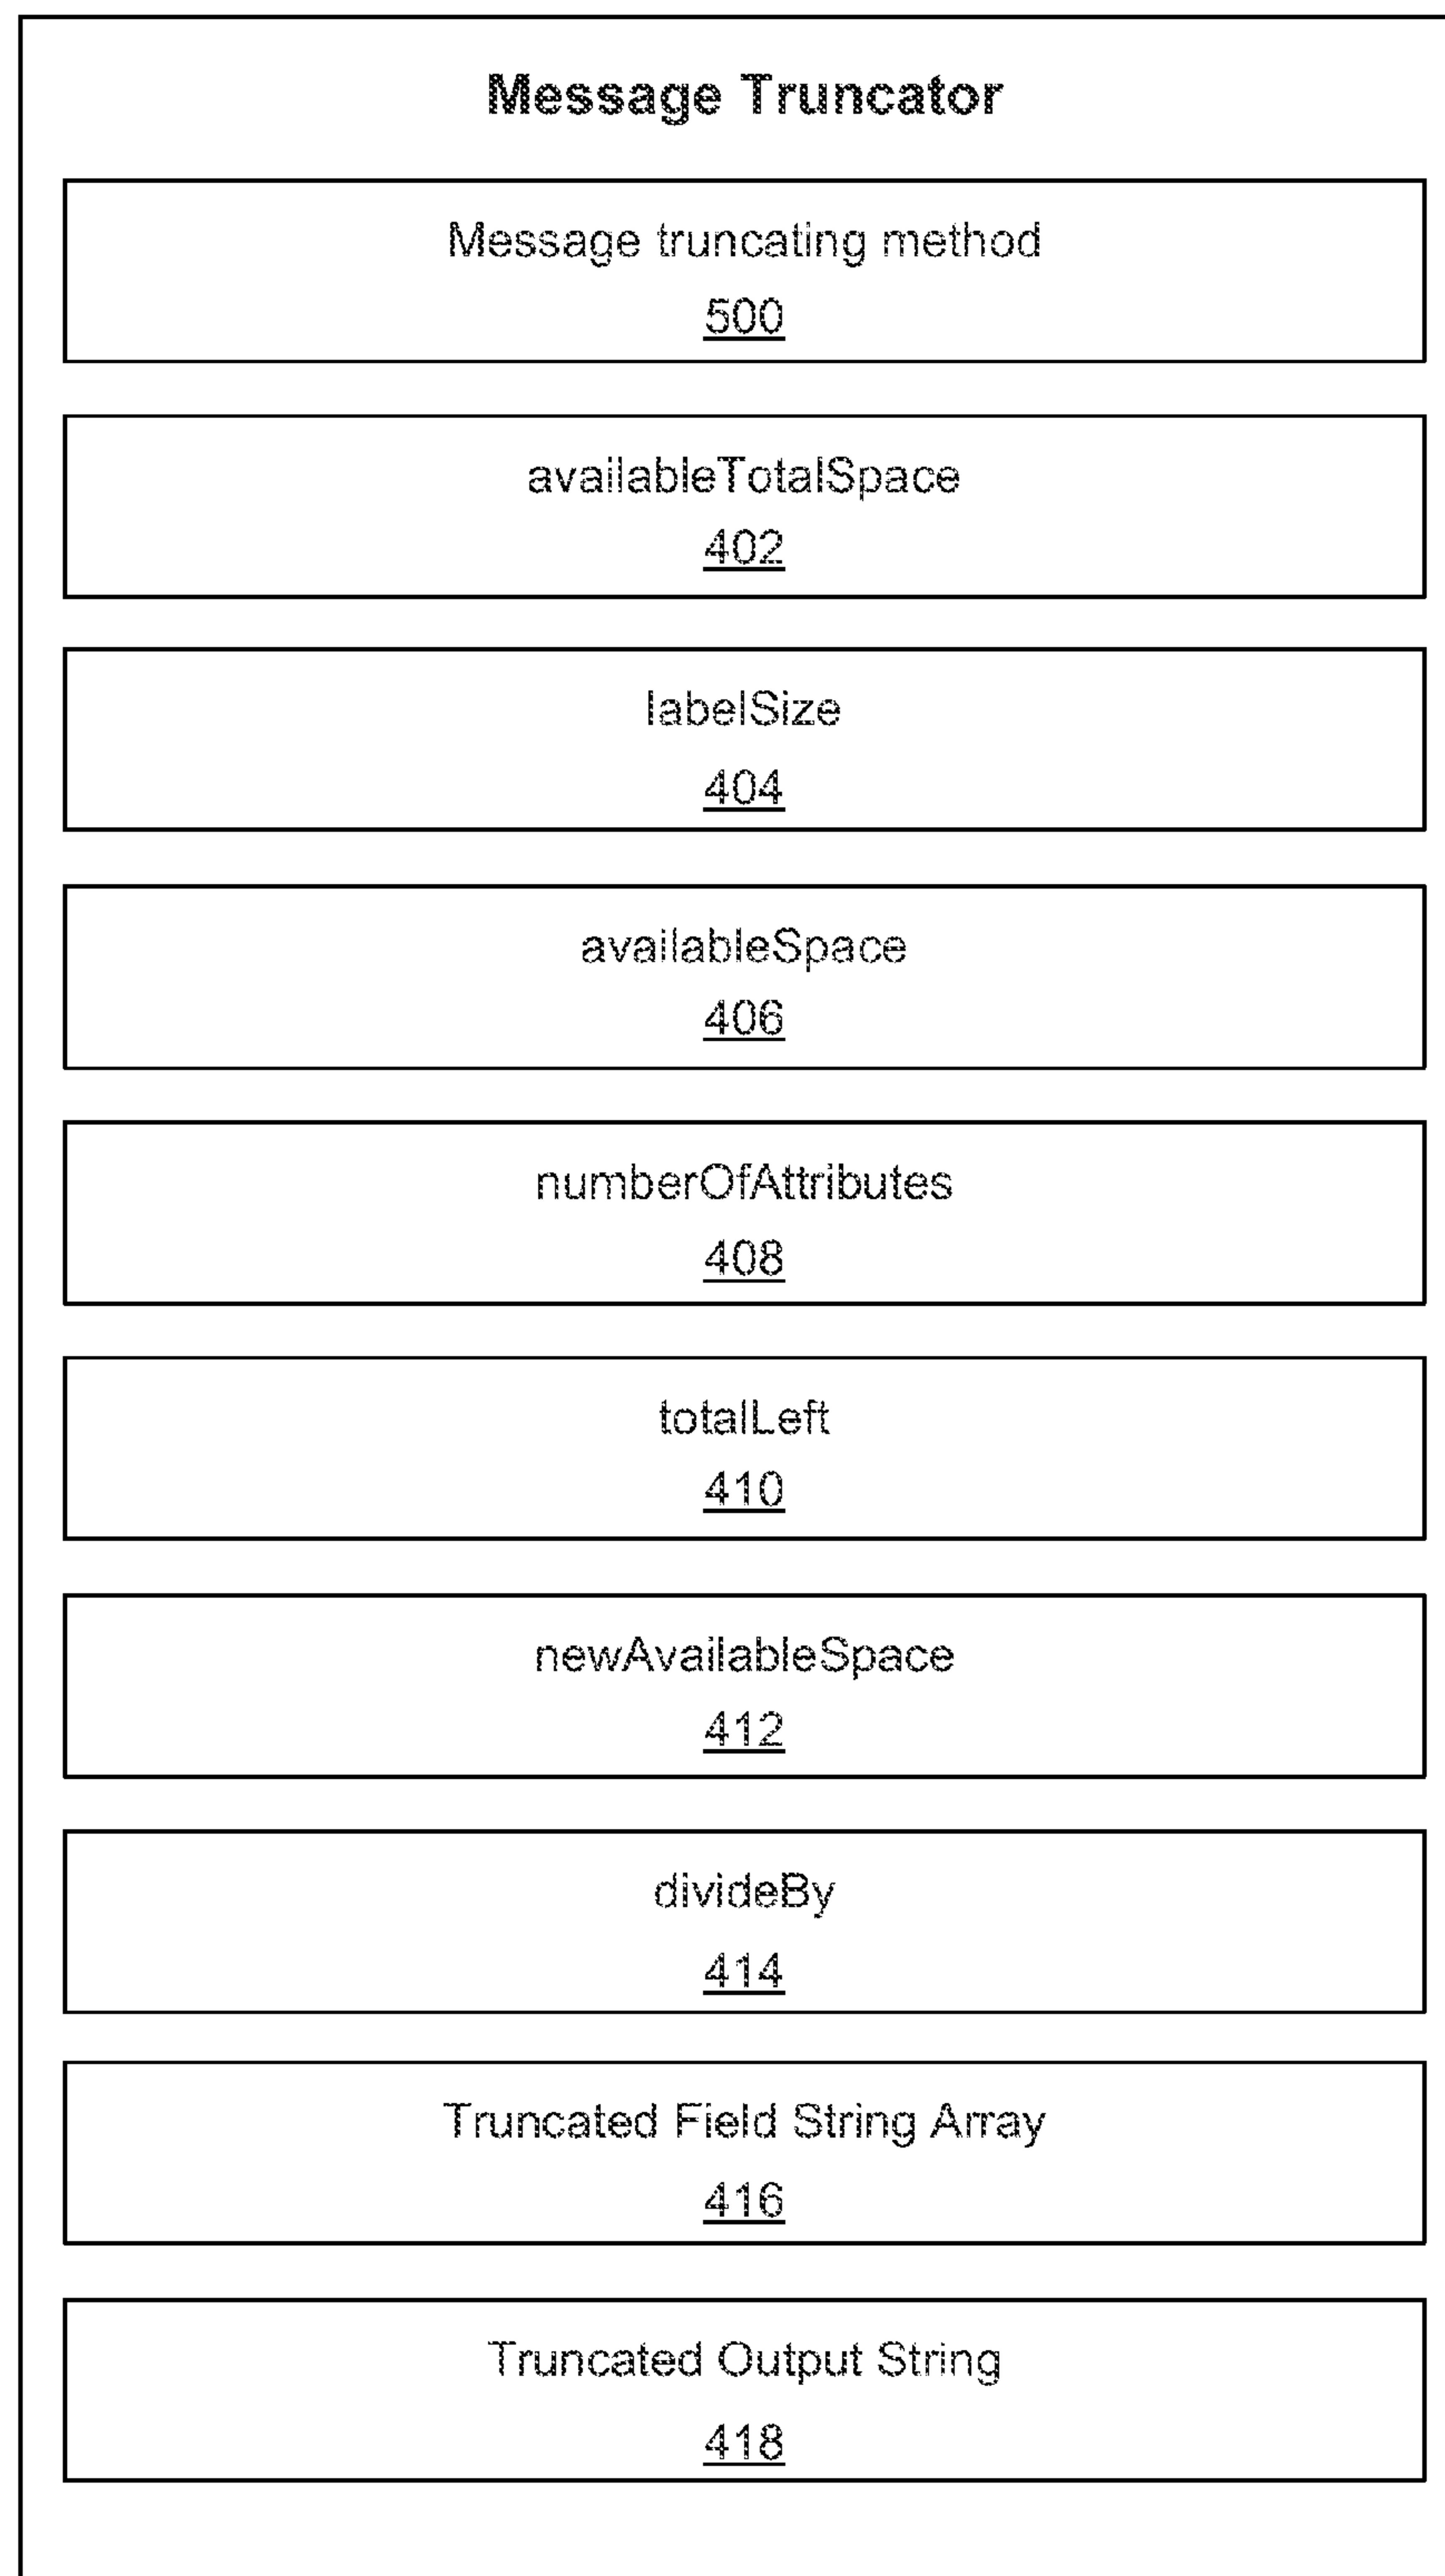 Message Truncator
Message truncating method
500
availableTotalSpace
402
labelSize
404
availableSpace
406
numberOfAttributes
408
totalLeft
410
newAvailableSpace
412
divideBy
414
Truncated Field String Array
416
Truncated Output String
418